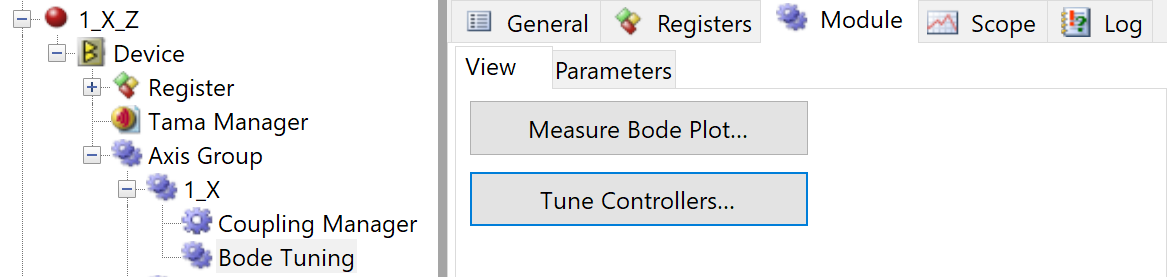 1_X_Z
Device
Register
Tama Manager
Axis Group
1_X
Coupling Manager
Bode Tuning
General Registers Module Scope Log
View Parameters
Measure Bode Plot...
Tune Controllers...